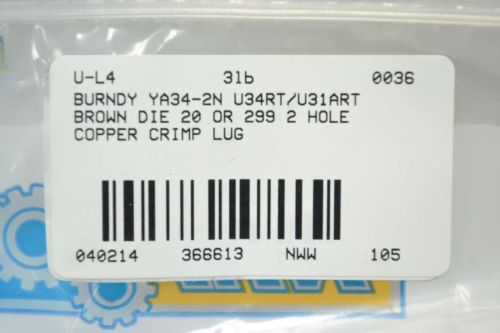 U-L4 31b 0036
BURNDY YA34-2N U34RT/U31ART
BROWN DIE 20 OR 299 2 HOLE
COPPER CRIMP LUG
040214 366613 NWW 105